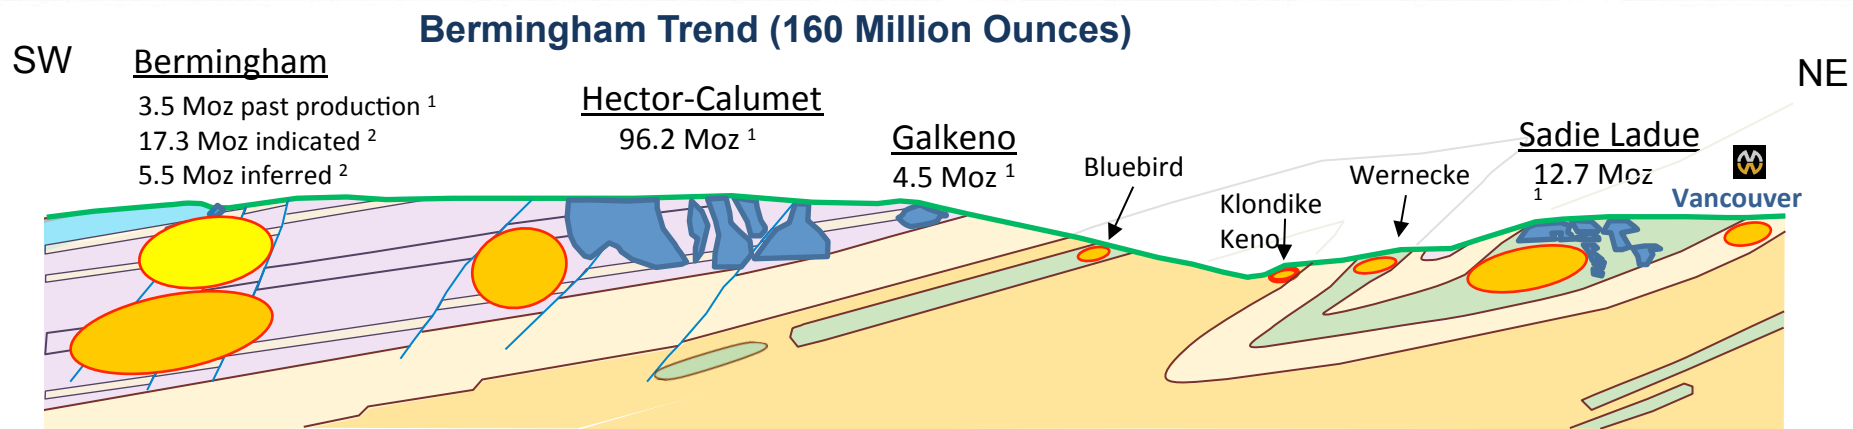 Bermingham Trend (160 Million Ounces)
SW
NE
Bermingham
3.5 Moz past production 1
17.3 Moz indicated 2
5.5 Moz inferred 2
Hector-Calumet
96.2 Moz 1
Galkeno
4.5 Moz 1
Bluebird
Klondike
Keno
Wernecke
Sadie Ladue
12.7 Moz
1
Vancouver